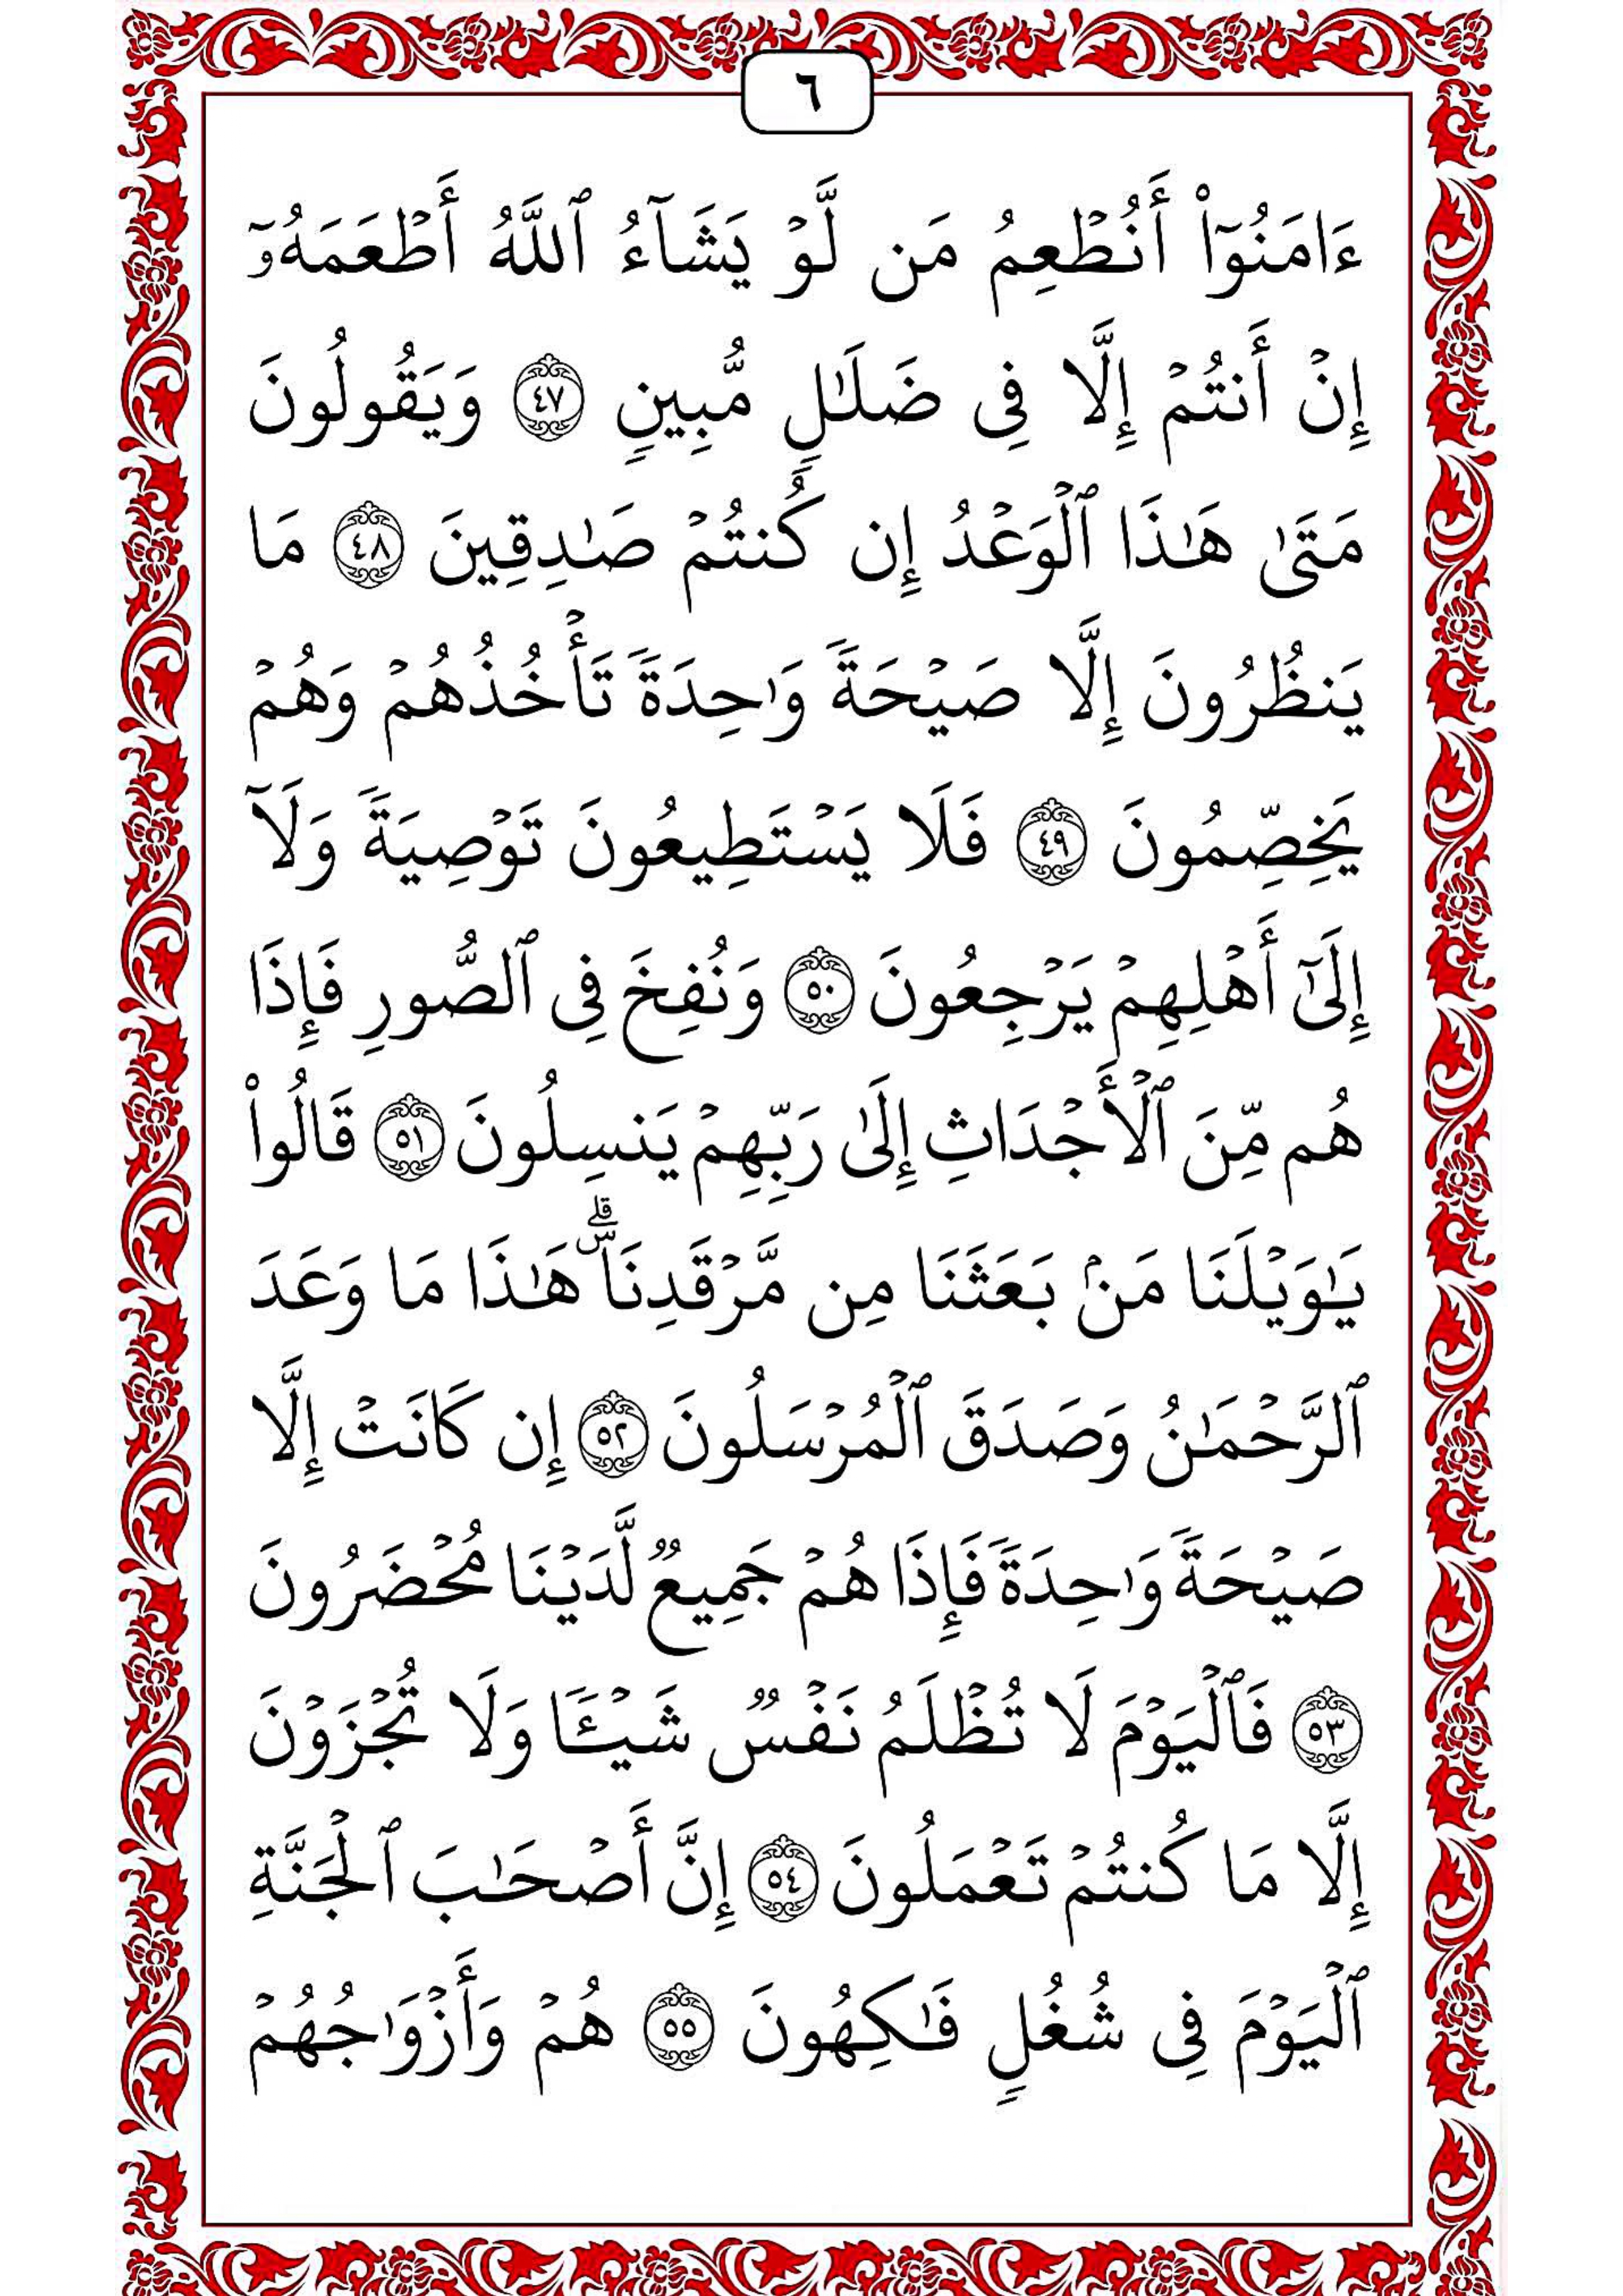 ٦
ءَامَنُوٓا۟ أَنُطْعِمُ مَن لَّوْ يَشَآءُ ٱللَّهُ أَطْعَمَهُۥٓ
إِنْ أَنتُمْ إِلَّا فِى ضَلَـٰلٍ مُّبِينٍ ٤٧ وَيَقُولُونَ
مَتَىٰ هَـٰذَا ٱلْوَعْدُ إِن كُنتُمْ صَـٰدِقِينَ ٤٨ مَا
يَنظُرُونَ إِلَّا صَيْحَةً وَٰحِدَةً تَأْخُذُهُمْ وَهُمْ
يَخِصِّمُونَ ٤٩ فَلَا يَسْتَطِيعُونَ تَوْصِيَةً وَلَآ
إِلَىٰٓ أَهْلِهِمْ يَرْجِعُونَ ٥٠ وَنُفِخَ فِى ٱلصُّورِ فَإِذَا
هُم مِّنَ ٱلْأَجْدَاثِ إِلَىٰ رَبِّهِمْ يَنسِلُونَ ٥١ قَالُوا۟
يَـٰوَيْلَنَا مَنۢ بَعَثَنَا مِن مَّرْقَدِنَاۜۗ هَـٰذَا مَا وَعَدَ
ٱلرَّحْمَـٰنُ وَصَدَقَ ٱلْمُرْسَلُونَ ٥٢ إِن كَانَتْ إِلَّا
صَيْحَةً وَٰحِدَةً فَإِذَا هُمْ جَمِيعٌ لَّدَيْنَا مُحْضَرُونَ
٥٣ فَٱلْيَوْمَ لَا تُظْلَمُ نَفْسٌ شَيْـًٔا وَلَا تُجْزَوْنَ
إِلَّا مَا كُنتُمْ تَعْمَلُونَ ٥٤ إِنَّ أَصْحَـٰبَ ٱلْجَنَّةِ
ٱلْيَوْمَ فِى شُغُلٍ فَـٰكِهُونَ ٥٥ هُمْ وَأَزْوَٰجُهُمْ